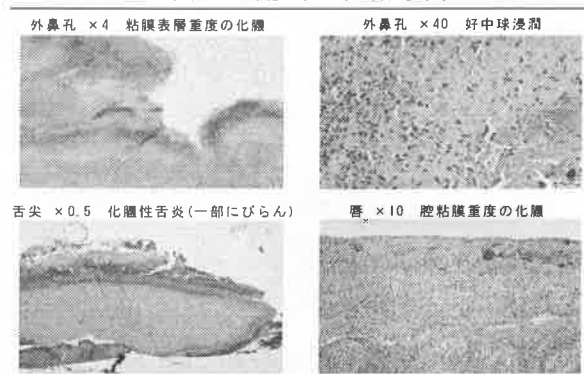 外鼻孔 ×4 粘膜表層重度の化膿
外鼻孔 ×40 好中球浸潤
舌尖 ×0.5 化膿性舌炎(一部にびらん)
唇 ×10 腔粘膜重度の化膿